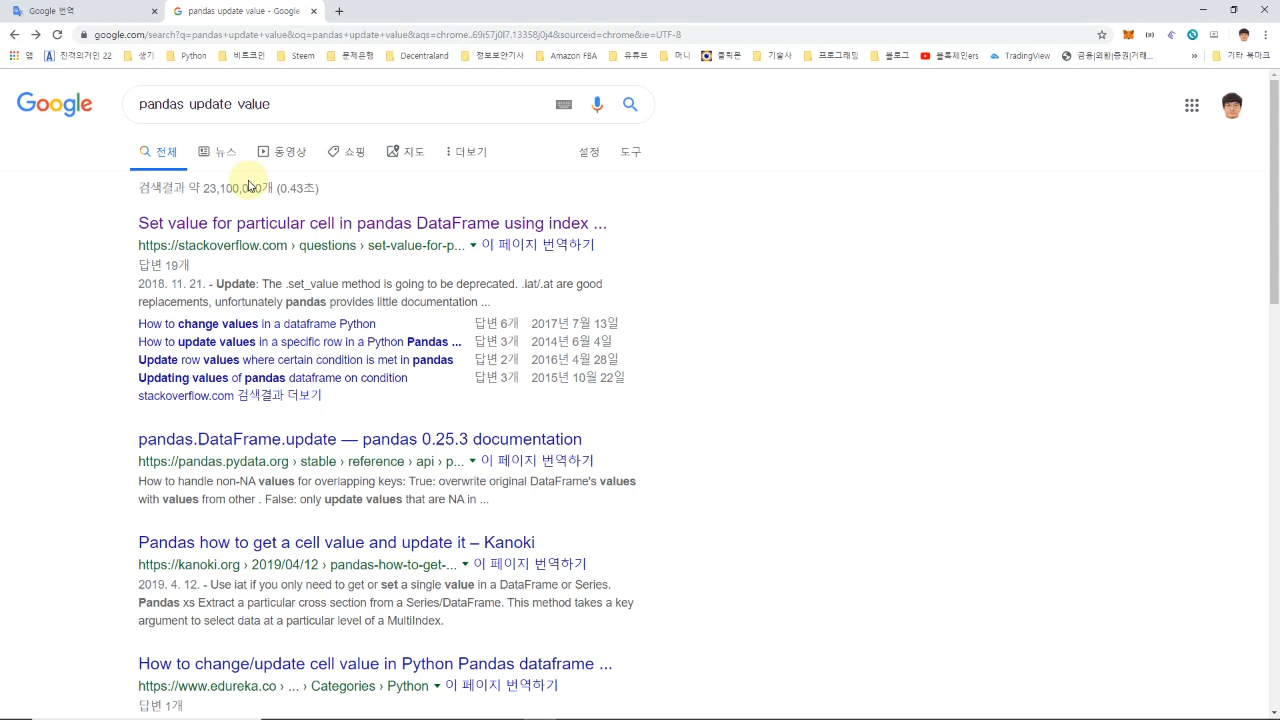 Google 번역
pandas update value - Google
google.com/search?q=pandas+update+value&oq=pandas+update+value&aqs=chrome..69i57j0l7.13358j0j4&sourceid=chrome&ie=UTF-8
앱 진격의거인 22 생기 Python 비트코인 Steem 문제은행 Decentraland 정보보안기사 Amazon FBA 유튜브 머니 쿨락몬 기술사 프로그래밍 블로그 블록체인ers TradingView 금융|외환|증권|거래... » 기타 북마크
Google
pandas update value
전체 뉴스 동영상 쇼핑 지도 더보기 설정 도구
검색결과 약 23,100,000개 (0.43초)
Set value for particular cell in pandas DataFrame using index ...
https://stackoverflow.com › questions › set-value-for-p... ▼ 이 페이지 번역하기
답변 19개
2018. 11. 21. - Update: The .set_value method is going to be deprecated. .iat/.at are good
replacements, unfortunately pandas provides little documentation ...
How to change values in a dataframe Python 답변 6개 2017년 7월 13일
How to update values in a specific row in a Python Pandas ... 답변 3개 2014년 6월 4일
Update row values where certain condition is met in pandas 답변 2개 2016년 4월 28일
Updating values of pandas dataframe on condition 답변 3개 2015년 10월 22일
stackoverflow.com 검색결과 더보기
pandas.DataFrame.update — pandas 0.25.3 documentation
https://pandas.pydata.org › stable › reference › api › p... ▼ 이 페이지 번역하기
How to handle non-NA values for overlapping keys: True: overwrite original DataFrame's values
with values from other . False: only update values that are NA in ...
Pandas how to get a cell value and update it – Kanoki
https://kanoki.org › 2019/04/12 › pandas-how-to-get-... ▼ 이 페이지 번역하기
2019. 4. 12. - Use iat if you only need to get or set a single value in a DataFrame or Series.
Pandas xs Extract a particular cross section from a Series/DataFrame. This method takes a key
argument to select data at a particular level of a MultiIndex.
How to change/update cell value in Python Pandas dataframe ...
https://www.edureka.co › ... › Categories › Python ▼ 이 페이지 번역하기
답변 1개